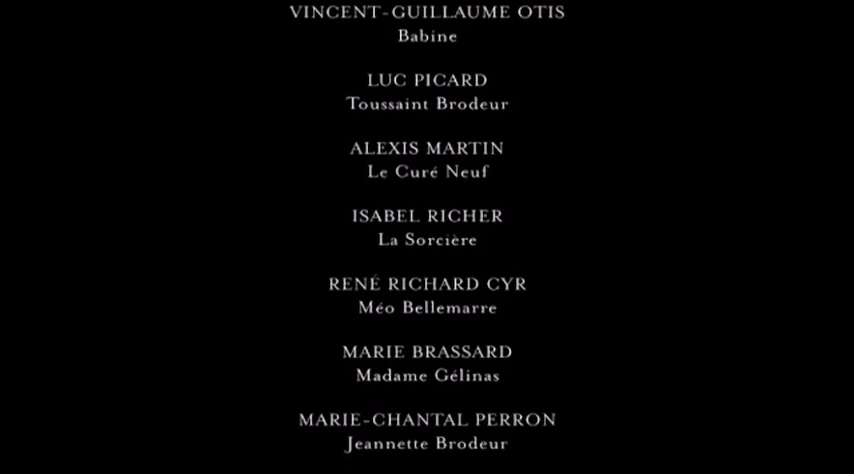 VINCENT-GUILLAUME OTIS
Babine
LUC PICARD
Toussaint Brodeur
ALEXIS MARTIN
Le Curé Neuf
ISABEL RICHER
La Sorcière
RENÉ RICHARD CYR
Méo Bellemarre
MARIE BRASSARD
Madame Gélinas
MARIE-CHANTAL PERRON
Jeannette Brodeur